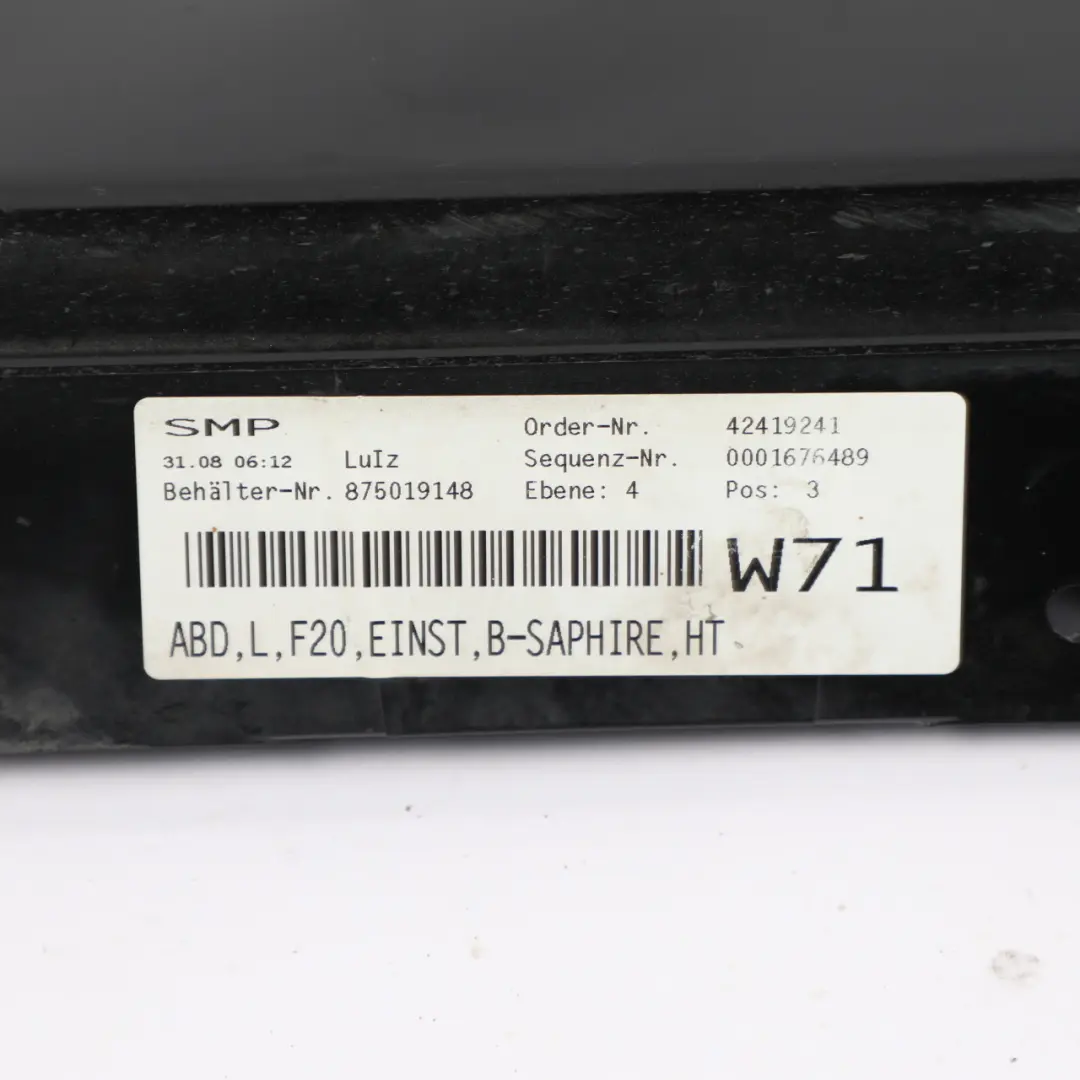 SMP Order-Nr. 42419241
31.08 06:12 LuIz Sequenz-Nr. 0001676489
Behälter-Nr. 875019148 Ebene: 4 Pos: 3
W71
ABD,L,F20,EINST,B-SAPHIRE,HT